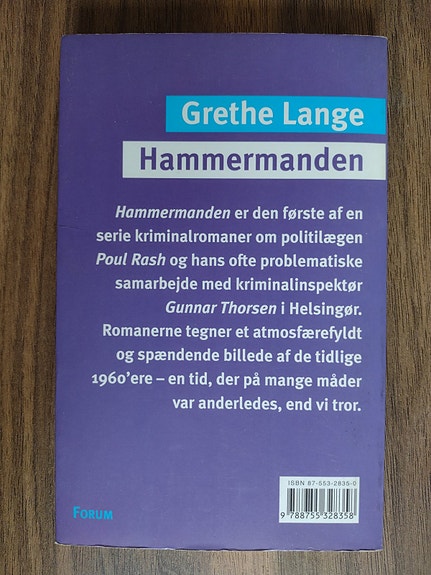 Grethe Lange
Hammermanden
Hammermanden er den første af en
serie kriminalromaner om politilægen
Poul Rash og hans ofte problematiske
samarbejde med kriminalinspektør
Gunnar Thorsen i Helsingør.
Romanerne tegner et atmosfærefyldt
og spændende billede af de tidlige
1960'ere – en tid, der på mange måder
var anderledes, end vi tror.
ISBN 87-553-2835-0
9 788755 328358
FORUM